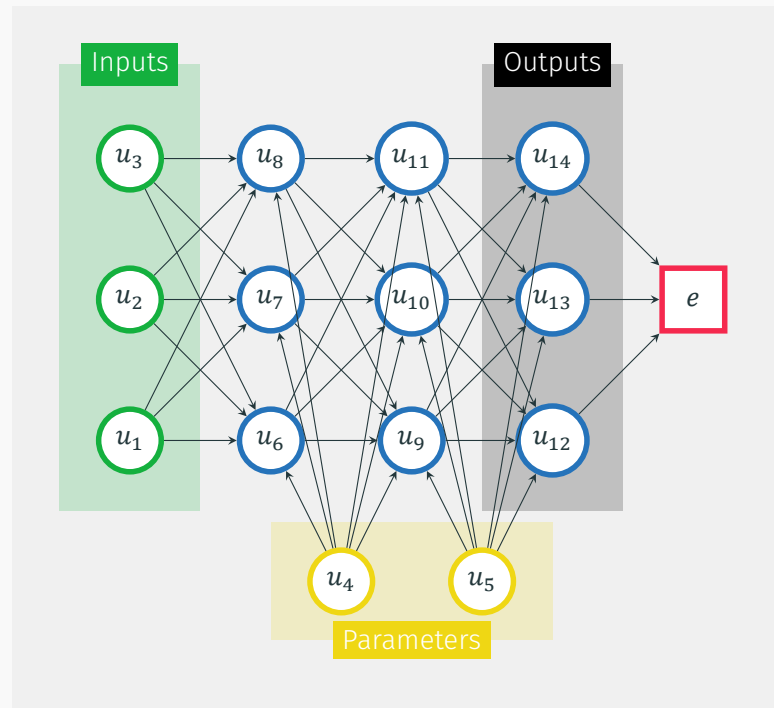 Inputs
Outputs
u₃
u₈
u₁₁
u₁₄
u₂
u₇
u₁₀
u₁₃
e
u₁
u₆
u₉
u₁₂
u₄
u₅
Parameters